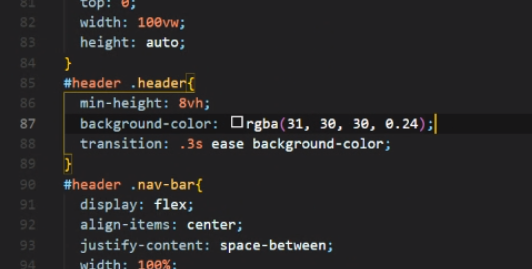 81 top: 0;
82 width: 100vw;
83 height: auto;
84 }
85 #header .header{
86 min-height: 8vh;
87 background-color: rgba(31, 30, 30, 0.24);
88 transition: .3s ease background-color;
89 }
90 #header .nav-bar{
91 display: flex;
92 align-items: center;
93 justify-content: space-between;
94 width: 100%;